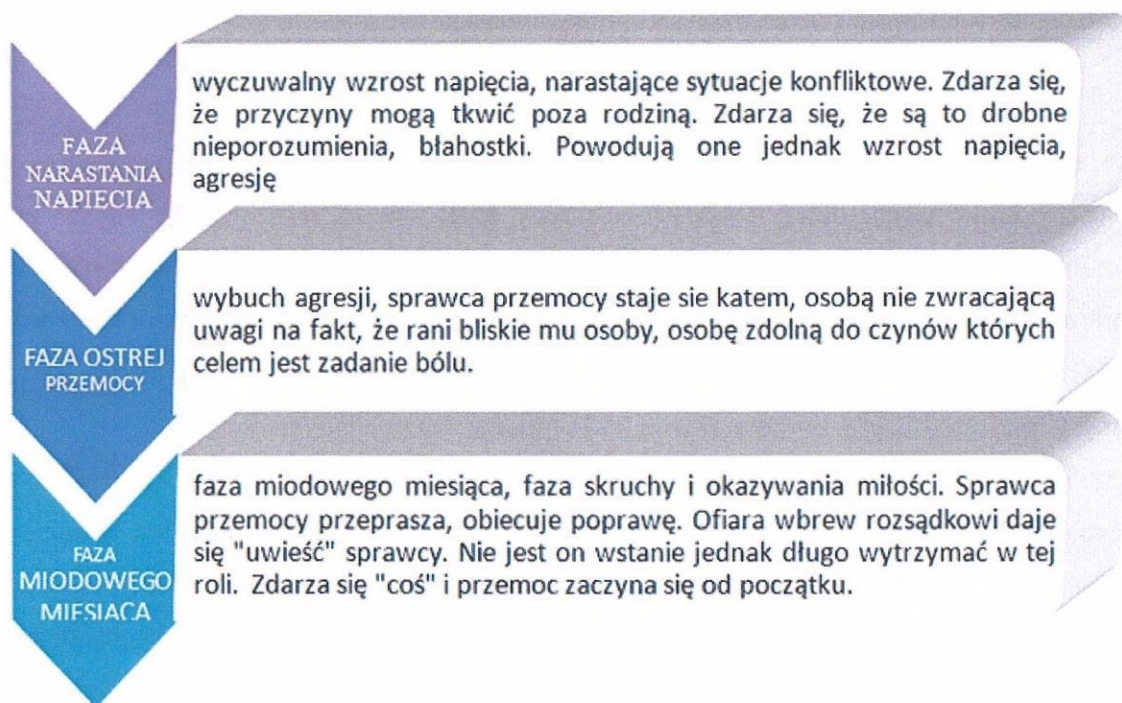 FAZA
NARASTANIA
NAPIECIA
wyczuwalny wzrost napięcia, narastające sytuacje konfliktowe. Zdarza się,
że przyczyny mogą tkwić poza rodziną. Zdarza się, że są to drobne
nieporozumienia, błahostki. Powodują one jednak wzrost napięcia,
agresję
FAZA OSTREJ
PRZEMOCY
wybuch agresji, sprawca przemocy staje sie katem, osobą nie zwracającą
uwagi na fakt, że rani bliskie mu osoby, osobę zdolną do czynów których
celem jest zadanie bólu.
FAZA
MIODOWEGO
MIESIACA
faza miodowego miesiąca, faza skruchy i okazywania miłości. Sprawca
przemocy przeprasza, obiecuje poprawę. Ofiara wbrew rozsądkowi daje
się "uwieść" sprawcy. Nie jest on wstanie jednak długo wytrzymać w tej
roli. Zdarza się "coś" i przemoc zaczyna się od początku.